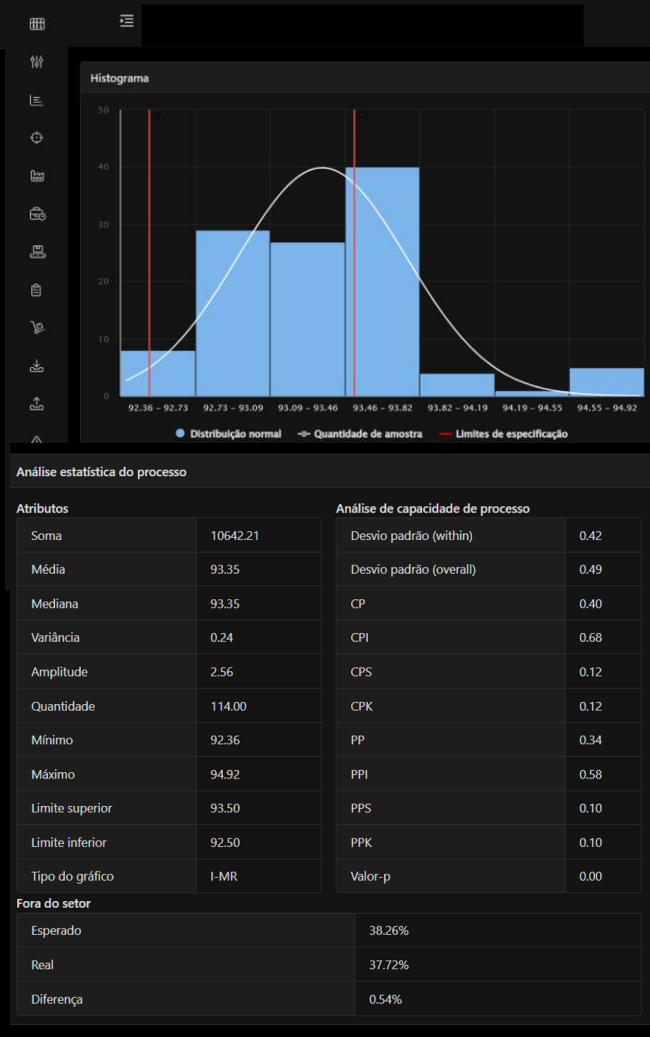 Histograma
50
40
30
20
10
0
92.36 – 92.73 92.73 – 93.09 93.09 – 93.46 93.46 – 93.82 93.82 – 94.19 94.19 – 94.55 94.55 – 94.92
Distribuição normal Quantidade de amostra Limites de especificação
Análise estatística do processo
Atributos
Soma 10642.21
Média 93.35
Mediana 93.35
Variância 0.24
Amplitude 2.56
Quantidade 114.00
Mínimo 92.36
Máximo 94.92
Limite superior 93.50
Limite inferior 92.50
Tipo do gráfico I-MR
Análise de capacidade de processo
Desvio padrão (within) 0.42
Desvio padrão (overall) 0.49
CP 0.40
CPI 0.68
CPS 0.12
CPK 0.12
PP 0.34
PPI 0.58
PPS 0.10
PPK 0.10
Valor-p 0.00
Fora do setor
Esperado 38.26%
Real 37.72%
Diferença 0.54%